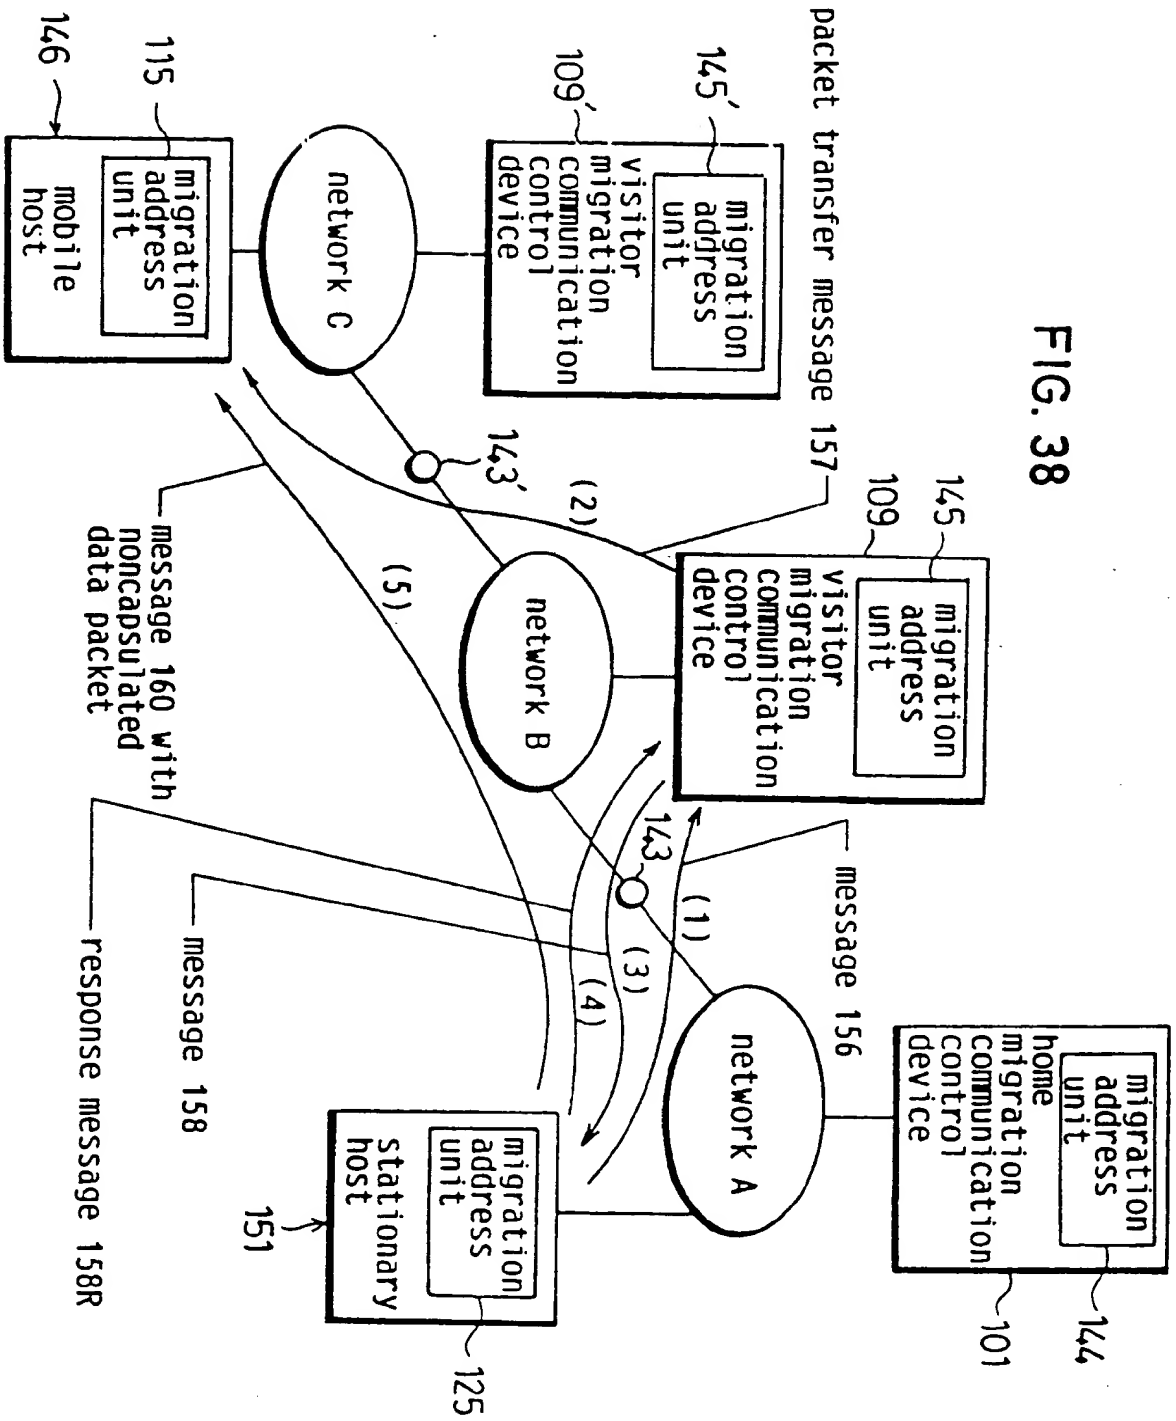 FIG. 38
packet transfer message 157
145′
migration
address
unit
109′
visitor
migration
communication
control
device
146
115
migration
address
unit
mobile
host
network C
143′
(2)
145
migration
address
unit
109
visitor
migration
communication
control
device
network B
143
(5)
message 160 with
noncapsulated
data packet
message 156
(1)
(3)
(4)
message 158
response message 158R
network A
migration
address
unit
144
home
migration
communication
control
device
101
migration
address
unit
125
stationary
host
151